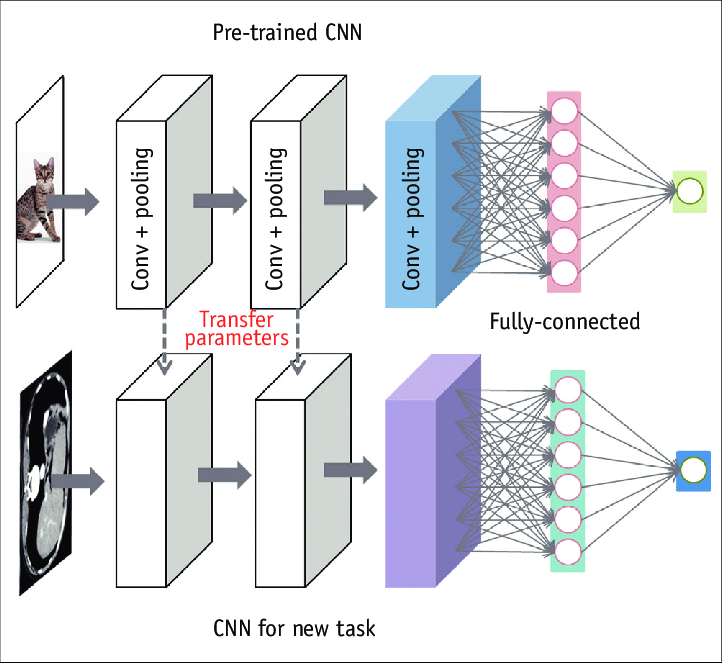 Pre-trained CNN
Conv + pooling
Conv + pooling
Conv + pooling
Transfer
parameters
Fully-connected
CNN for new task